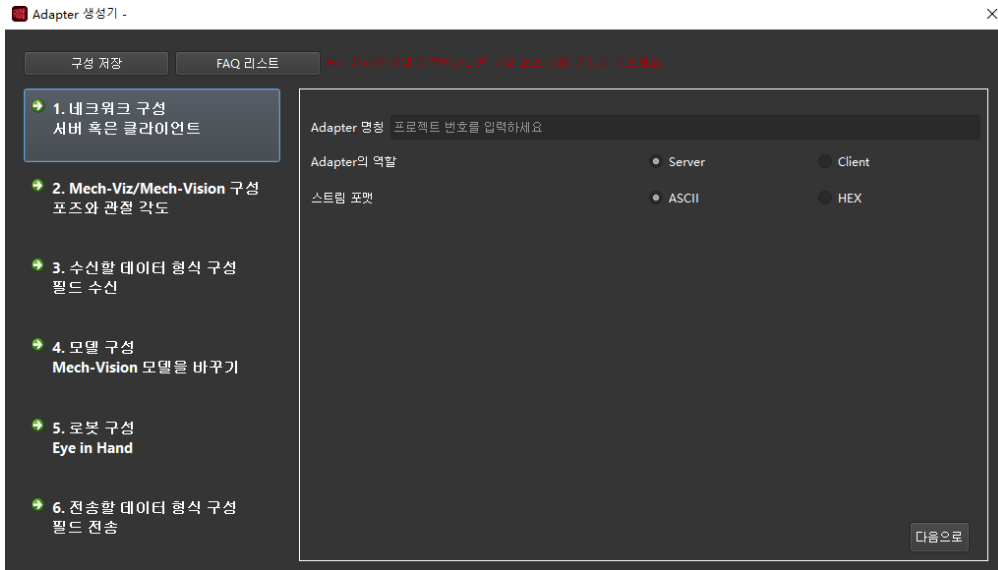 Adapter 생성기 -
구성 저장
FAQ 리스트
1. 네크워크 구성
서버 혹은 클라이언트
2. Mech-Viz/Mech-Vision 구성
포즈와 관절 각도
3. 수신할 데이터 형식 구성
필드 수신
4. 모델 구성
Mech-Vision 모델을 바꾸기
5. 로봇 구성
Eye in Hand
6. 전송할 데이터 형식 구성
필드 전송
Adapter 명칭 프로젝트 번호를 입력하세요
Adapter의 역할 Server Client
스트림 포맷 ASCII HEX
다음으로